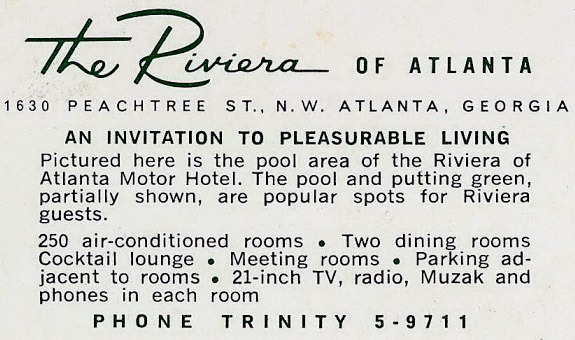 The Riviera OF ATLANTA
1630 PEACHTREE ST., N.W. ATLANTA, GEORGIA
AN INVITATION TO PLEASURABLE LIVING
Pictured here is the pool area of the Riviera of
Atlanta Motor Hotel. The pool and putting green,
partially shown, are popular spots for Riviera
guests.
250 air-conditioned rooms • Two dining rooms
Cocktail lounge • Meeting rooms • Parking ad-
jacent to rooms • 21-inch TV, radio, Muzak and
phones in each room
PHONE TRINITY 5-9711